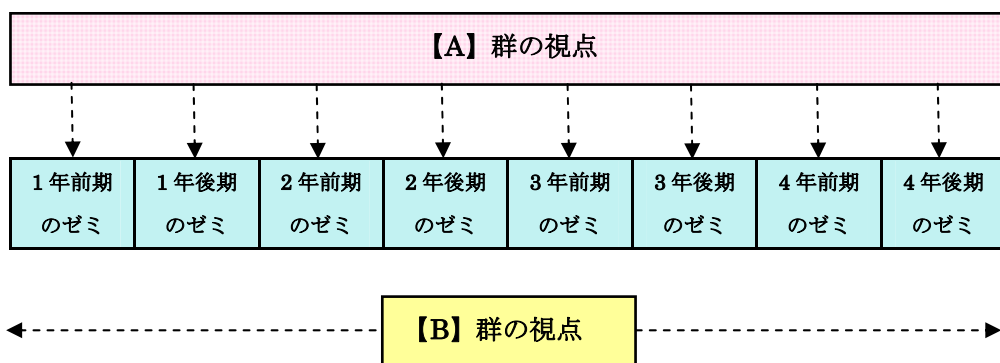 【A】群の視点
1年前期
のゼミ
1年後期
のゼミ
2年前期
のゼミ
2年後期
のゼミ
3年前期
のゼミ
3年後期
のゼミ
4年前期
のゼミ
4年後期
のゼミ
【B】群の視点